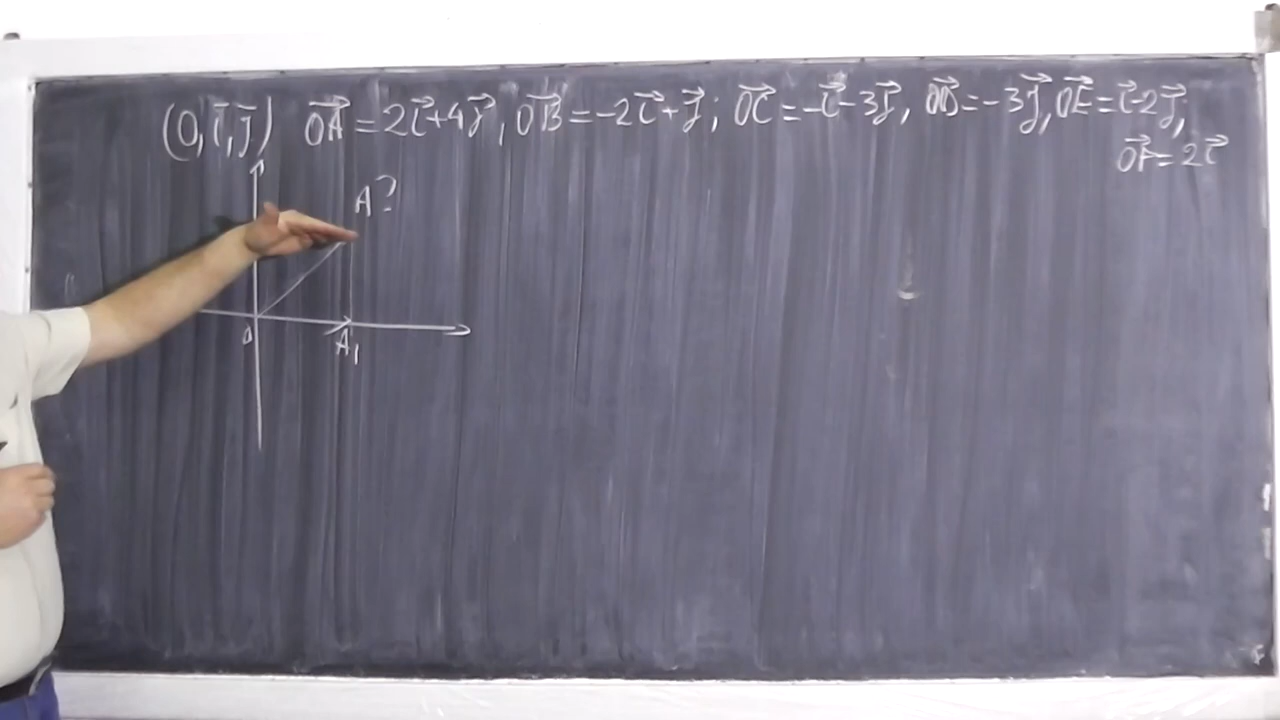 (O, i⃗, j⃗) OA⃗ = 2i⃗+4j⃗, OB⃗ = -2i⃗+j⃗; OC⃗ = -i⃗-3j⃗, OD⃗ = -3j⃗, OE⃗ = i⃗-2j⃗;
OF⃗ = 2i⃗
A?
O
A₁